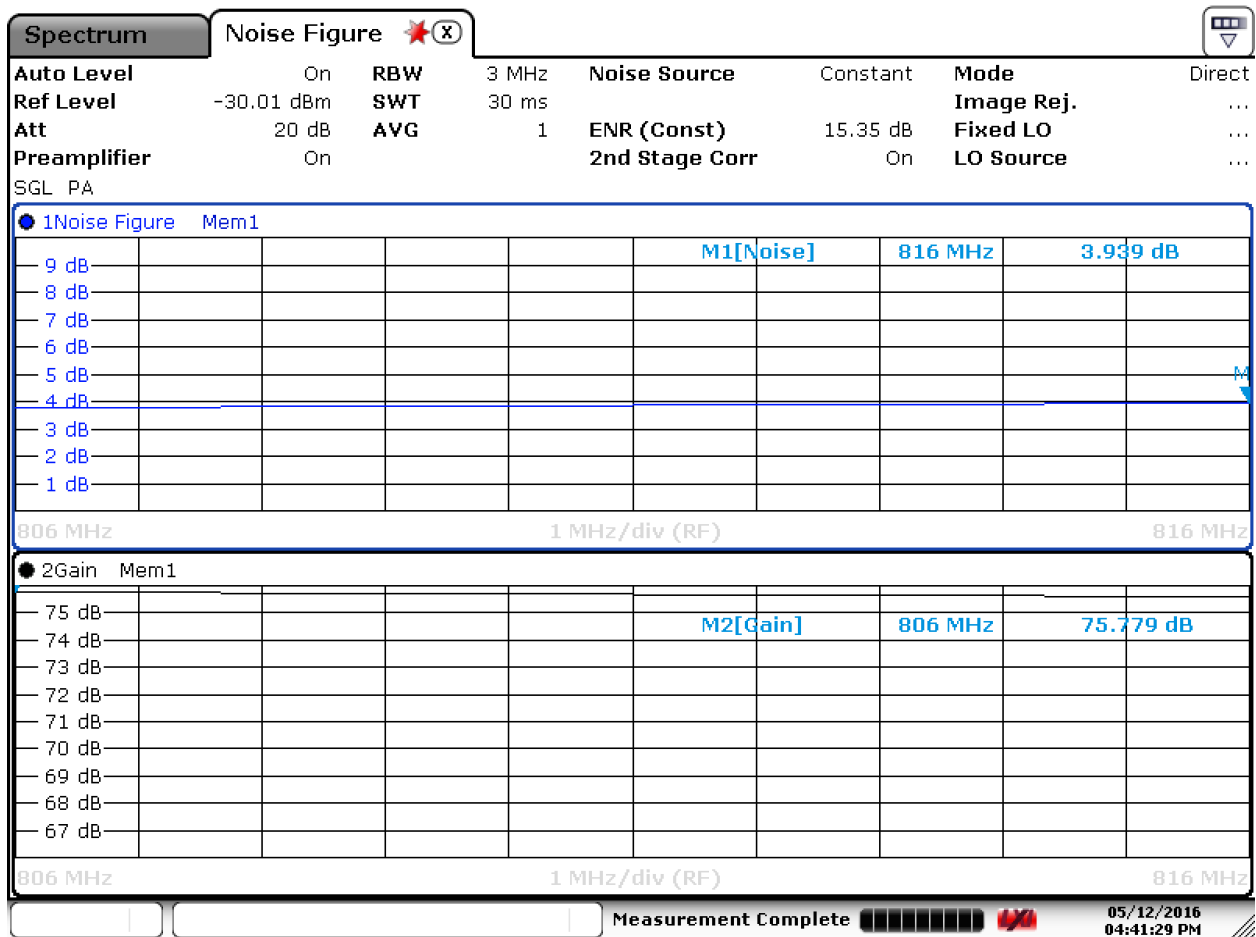 Spectrum Noise Figure X
Auto Level On RBW 3 MHz Noise Source Constant Mode Direct
Ref Level -30.01 dBm SWT 30 ms Image Rej. ...
Att 20 dB AVG 1 ENR (Const) 15.35 dB Fixed LO ...
Preamplifier On 2nd Stage Corr On LO Source ...
SGL PA
1Noise Figure Mem1
M1[Noise] 816 MHz 3.939 dB
9 dB
8 dB
7 dB
6 dB
5 dB
M
4 dB
3 dB
2 dB
1 dB
806 MHz 1 MHz/div (RF) 816 MHz
2Gain Mem1
75 dB
M2[Gain] 806 MHz 75.779 dB
74 dB
73 dB
72 dB
71 dB
70 dB
69 dB
68 dB
67 dB
806 MHz 1 MHz/div (RF) 816 MHz
Measurement Complete LXI 05/12/2016
04:41:29 PM